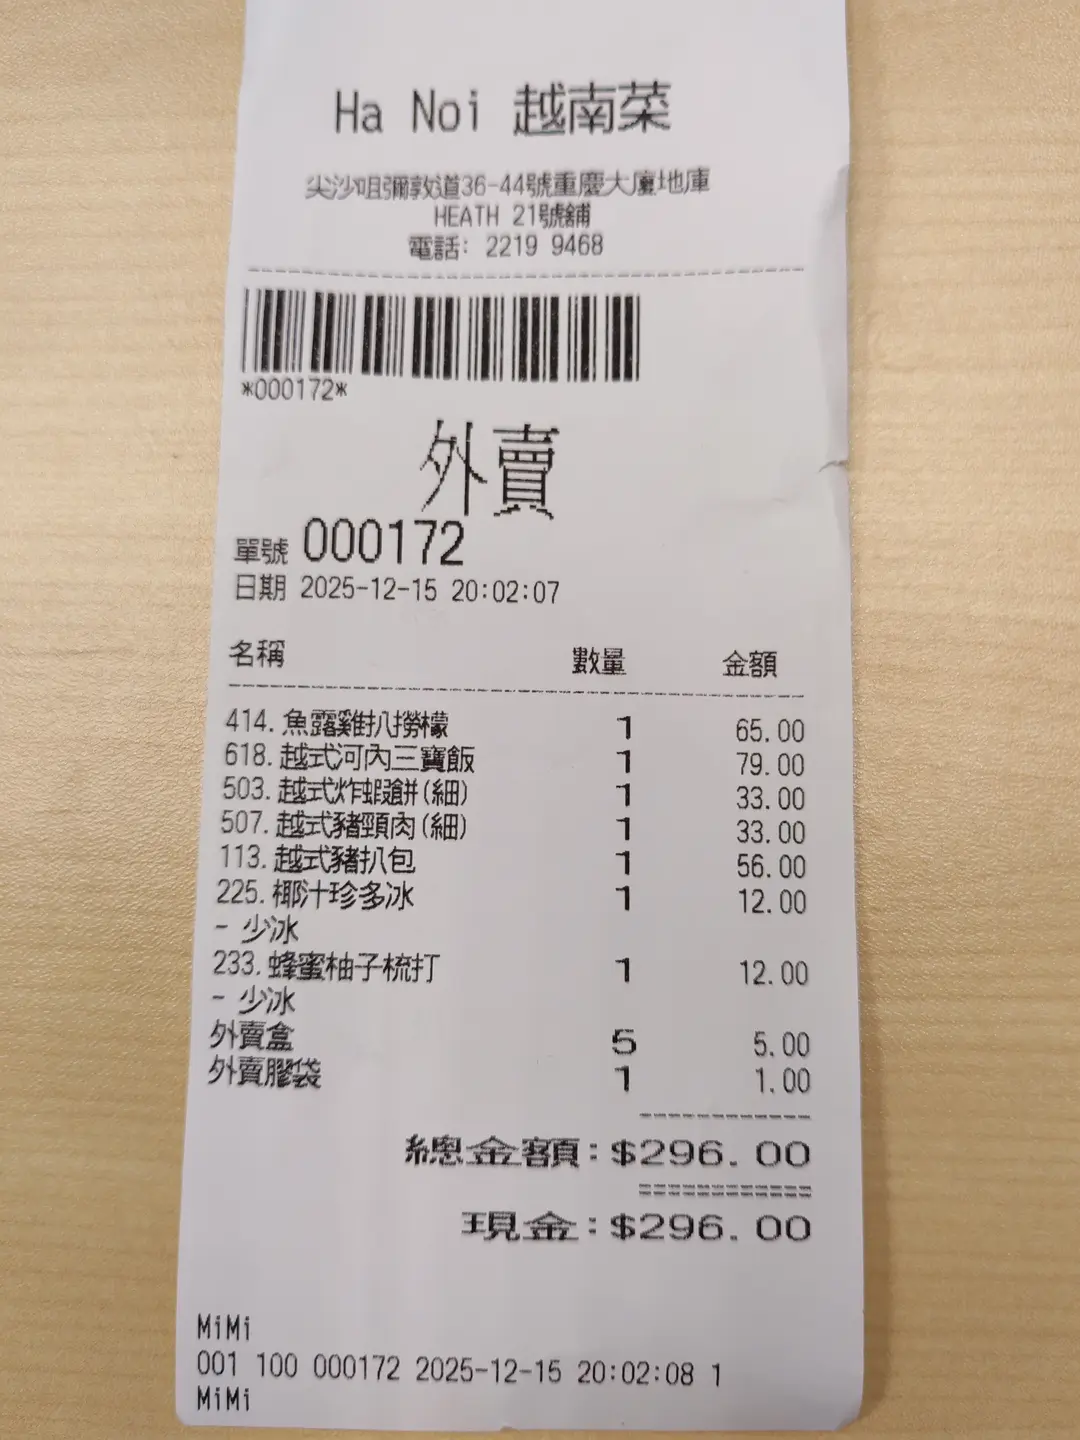 Ha Noi 越南菜
尖沙咀彌敦道36-44號重慶大廈地庫
HEATH 21號舖
電話: 2219 9468
*000172*
外賣
單號 000172
日期 2025-12-15 20:02:07
名稱 數量 金額
414. 魚露雞扒撈檬 1 65.00
618. 越式河內三寶飯 1 79.00
503. 越式炸蝦餅(細) 1 33.00
507. 越式豬頸肉(細) 1 33.00
113. 越式豬扒包 1 56.00
225. 椰汁珍多冰 1 12.00
- 少冰
233. 蜂蜜柚子梳打 1 12.00
- 少冰
外賣盒 5 5.00
外賣膠袋 1 1.00
總金額: $296.00
現金: $296.00
MiMi
001 100 000172 2025-12-15 20:02:08 1
MiMi